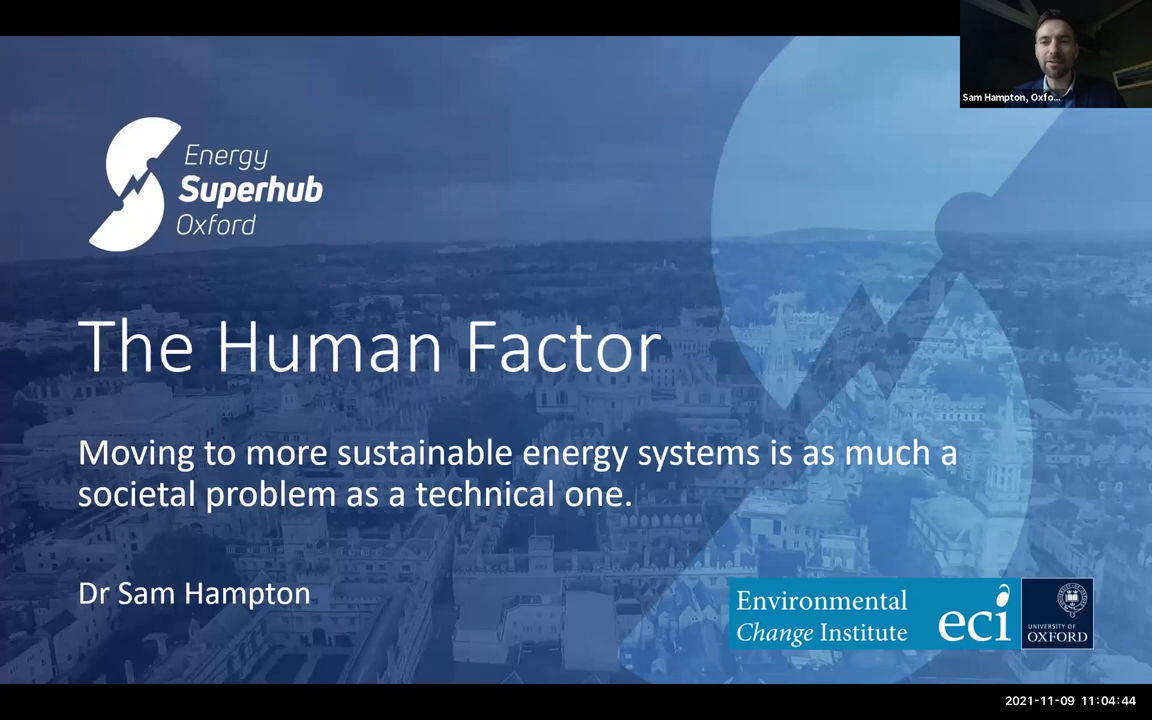 Sam Hampton, Oxfo...
Energy
Superhub
Oxford
The Human Factor
Moving to more sustainable energy systems is as much a
societal problem as a technical one.
Dr Sam Hampton
Environmental
Change Institute
eci
UNIVERSITY OF
OXFORD
2021-11-09 11:04:44